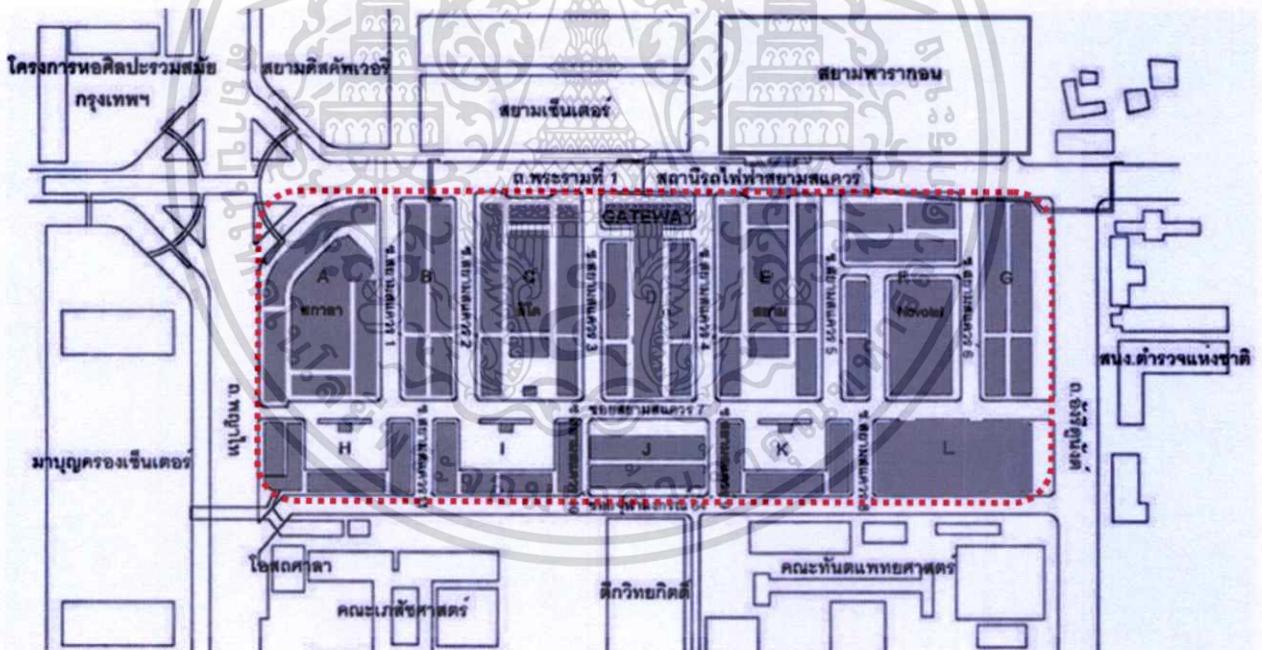 โครงการหอศิลปะร่วมสมัย
กรุงเทพฯ
สยามดิสคัพเวอรี่
สยามเซ็นเตอร์
สยามพารากอน
ถ.พระรามที่ 1
สถานีรถไฟฟ้าสยามสแควร์
GATEWAY
A
สกาลา
ซ.สยามสแควร์ 1
B
ซ.สยามสแควร์ 2
C
ลิโด
ซ.สยามสแควร์ 3
D
ซ.สยามสแควร์ 4
E
สยาม
ซ.สยามสแควร์ 5
Novotel
ซ.สยามสแควร์ 6
G
สนง.ตำรวจแห่งชาติ
ถ.พญาไท
ซอยสยามสแควร์ 7
มาบุญครองเซ็นเตอร์
H
I
J
K
L
โอสถศาลา
คณะเภสัชศาสตร์
ตึกวิทยกิตติ์
คณะทันตแพทยศาสตร์